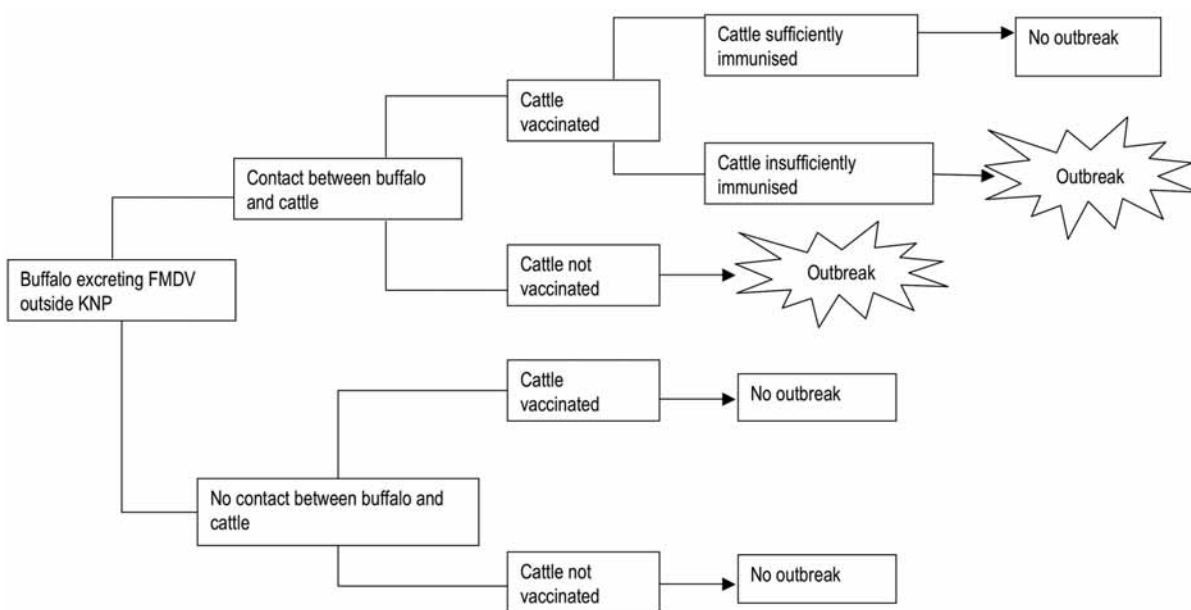 Cattle sufficiently
immunised
No outbreak
Cattle
vaccinated
Cattle insufficiently
immunised
Outbreak
Contact between buffalo
and cattle
Cattle not
vaccinated
Outbreak
Buffalo excreting FMDV
outside KNP
Cattle
vaccinated
No outbreak
No contact between buffalo and
cattle
Cattle not
vaccinated
No outbreak